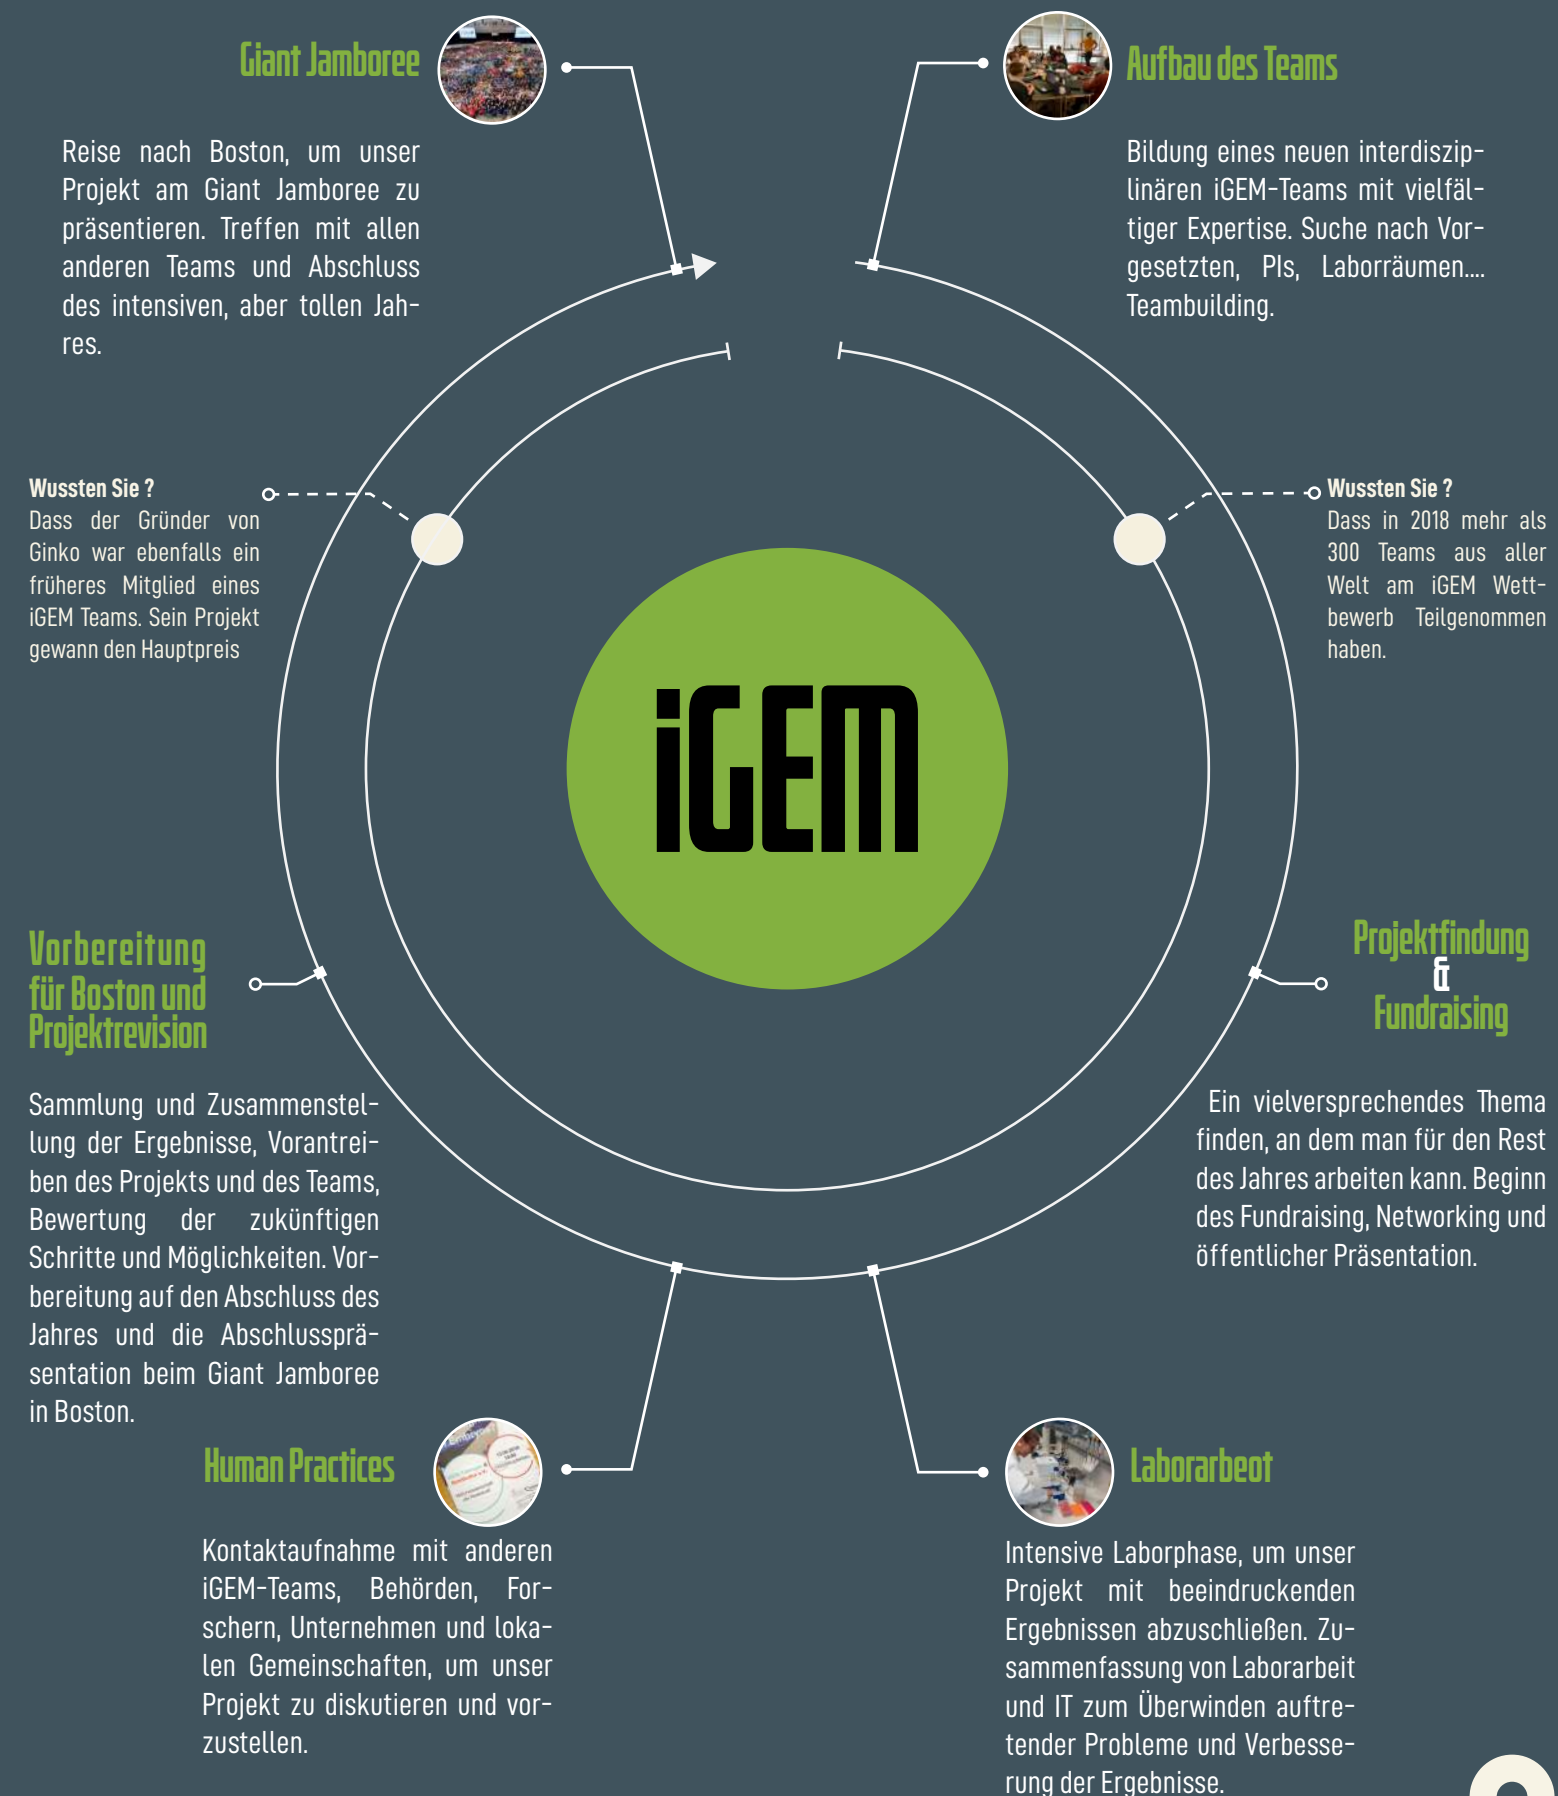 Giant Jamboree
Reise nach Boston, um unser
Projekt am Giant Jamboree zu
präsentieren. Treffen mit allen
anderen Teams und Abschluss
des intensiven, aber tollen Jah-
res.
Aufbau des Teams
Bildung eines neuen interdiszip-
linären iGEM-Teams mit vielfäl-
tiger Expertise. Suche nach Vor-
gesetzten, PIs, Laborräumen....
Teambuilding.
Wussten Sie ?
Dass der Gründer von
Ginko war ebenfalls ein
früheres Mitglied eines
iGEM Teams. Sein Projekt
gewann den Hauptpreis
Wussten Sie ?
Dass in 2018 mehr als
300 Teams aus aller
Welt am iGEM Wett-
bewerb Teilgenommen
haben.
iGEM
Vorbereitung
für Boston und
Projektrevision
Sammlung und Zusammenstel-
lung der Ergebnisse, Vorantrei-
ben des Projekts und des Teams,
Bewertung der zukünftigen
Schritte und Möglichkeiten. Vor-
bereitung auf den Abschluss des
Jahres und die Abschlussprä-
sentation beim Giant Jamboree
in Boston.
Projektfindung
&
Fundraising
Ein vielversprechendes Thema
finden, an dem man für den Rest
des Jahres arbeiten kann. Beginn
des Fundraising, Networking und
öffentlicher Präsentation.
Human Practices
Kontaktaufnahme mit anderen
iGEM-Teams, Behörden, For-
schern, Unternehmen und loka-
len Gemeinschaften, um unser
Projekt zu diskutieren und vor-
zustellen.
Laborarbeot
Intensive Laborphase, um unser
Projekt mit beeindruckenden
Ergebnissen abzuschließen. Zu-
sammenfassung von Laborarbeit
und IT zum Überwinden auftre-
tender Probleme und Verbesse-
rung der Ergebnisse.